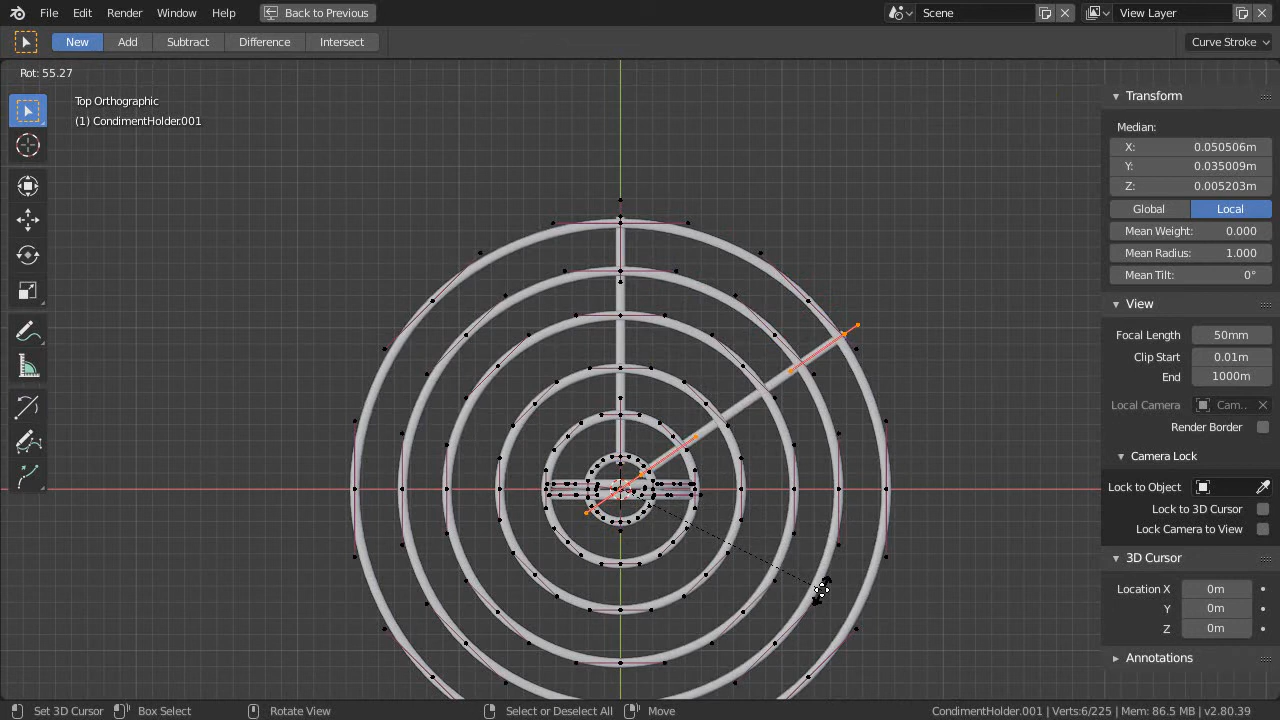 File Edit Render Window Help Back to Previous Scene View Layer
New Add Subtract Difference Intersect Curve Stroke
Rot: 55.27
Top Orthographic
(1) CondimentHolder.001
Transform
Median:
X: 0.050506m
Y: 0.035009m
Z: 0.005203m
Global Local
Mean Weight: 0.000
Mean Radius: 1.000
Mean Tilt: 0°
View
Focal Length 50mm
Clip Start 0.01m
End 1000m
Local Camera Cam..
Render Border
Camera Lock
Lock to Object
Lock to 3D Cursor
Lock Camera to View
3D Cursor
Location X 0m
Y 0m
Z 0m
Annotations
Set 3D Cursor Box Select Rotate View Select or Deselect All Move CondimentHolder.001 | Verts:6/225 | Mem: 86.5 MB | v2.80.39